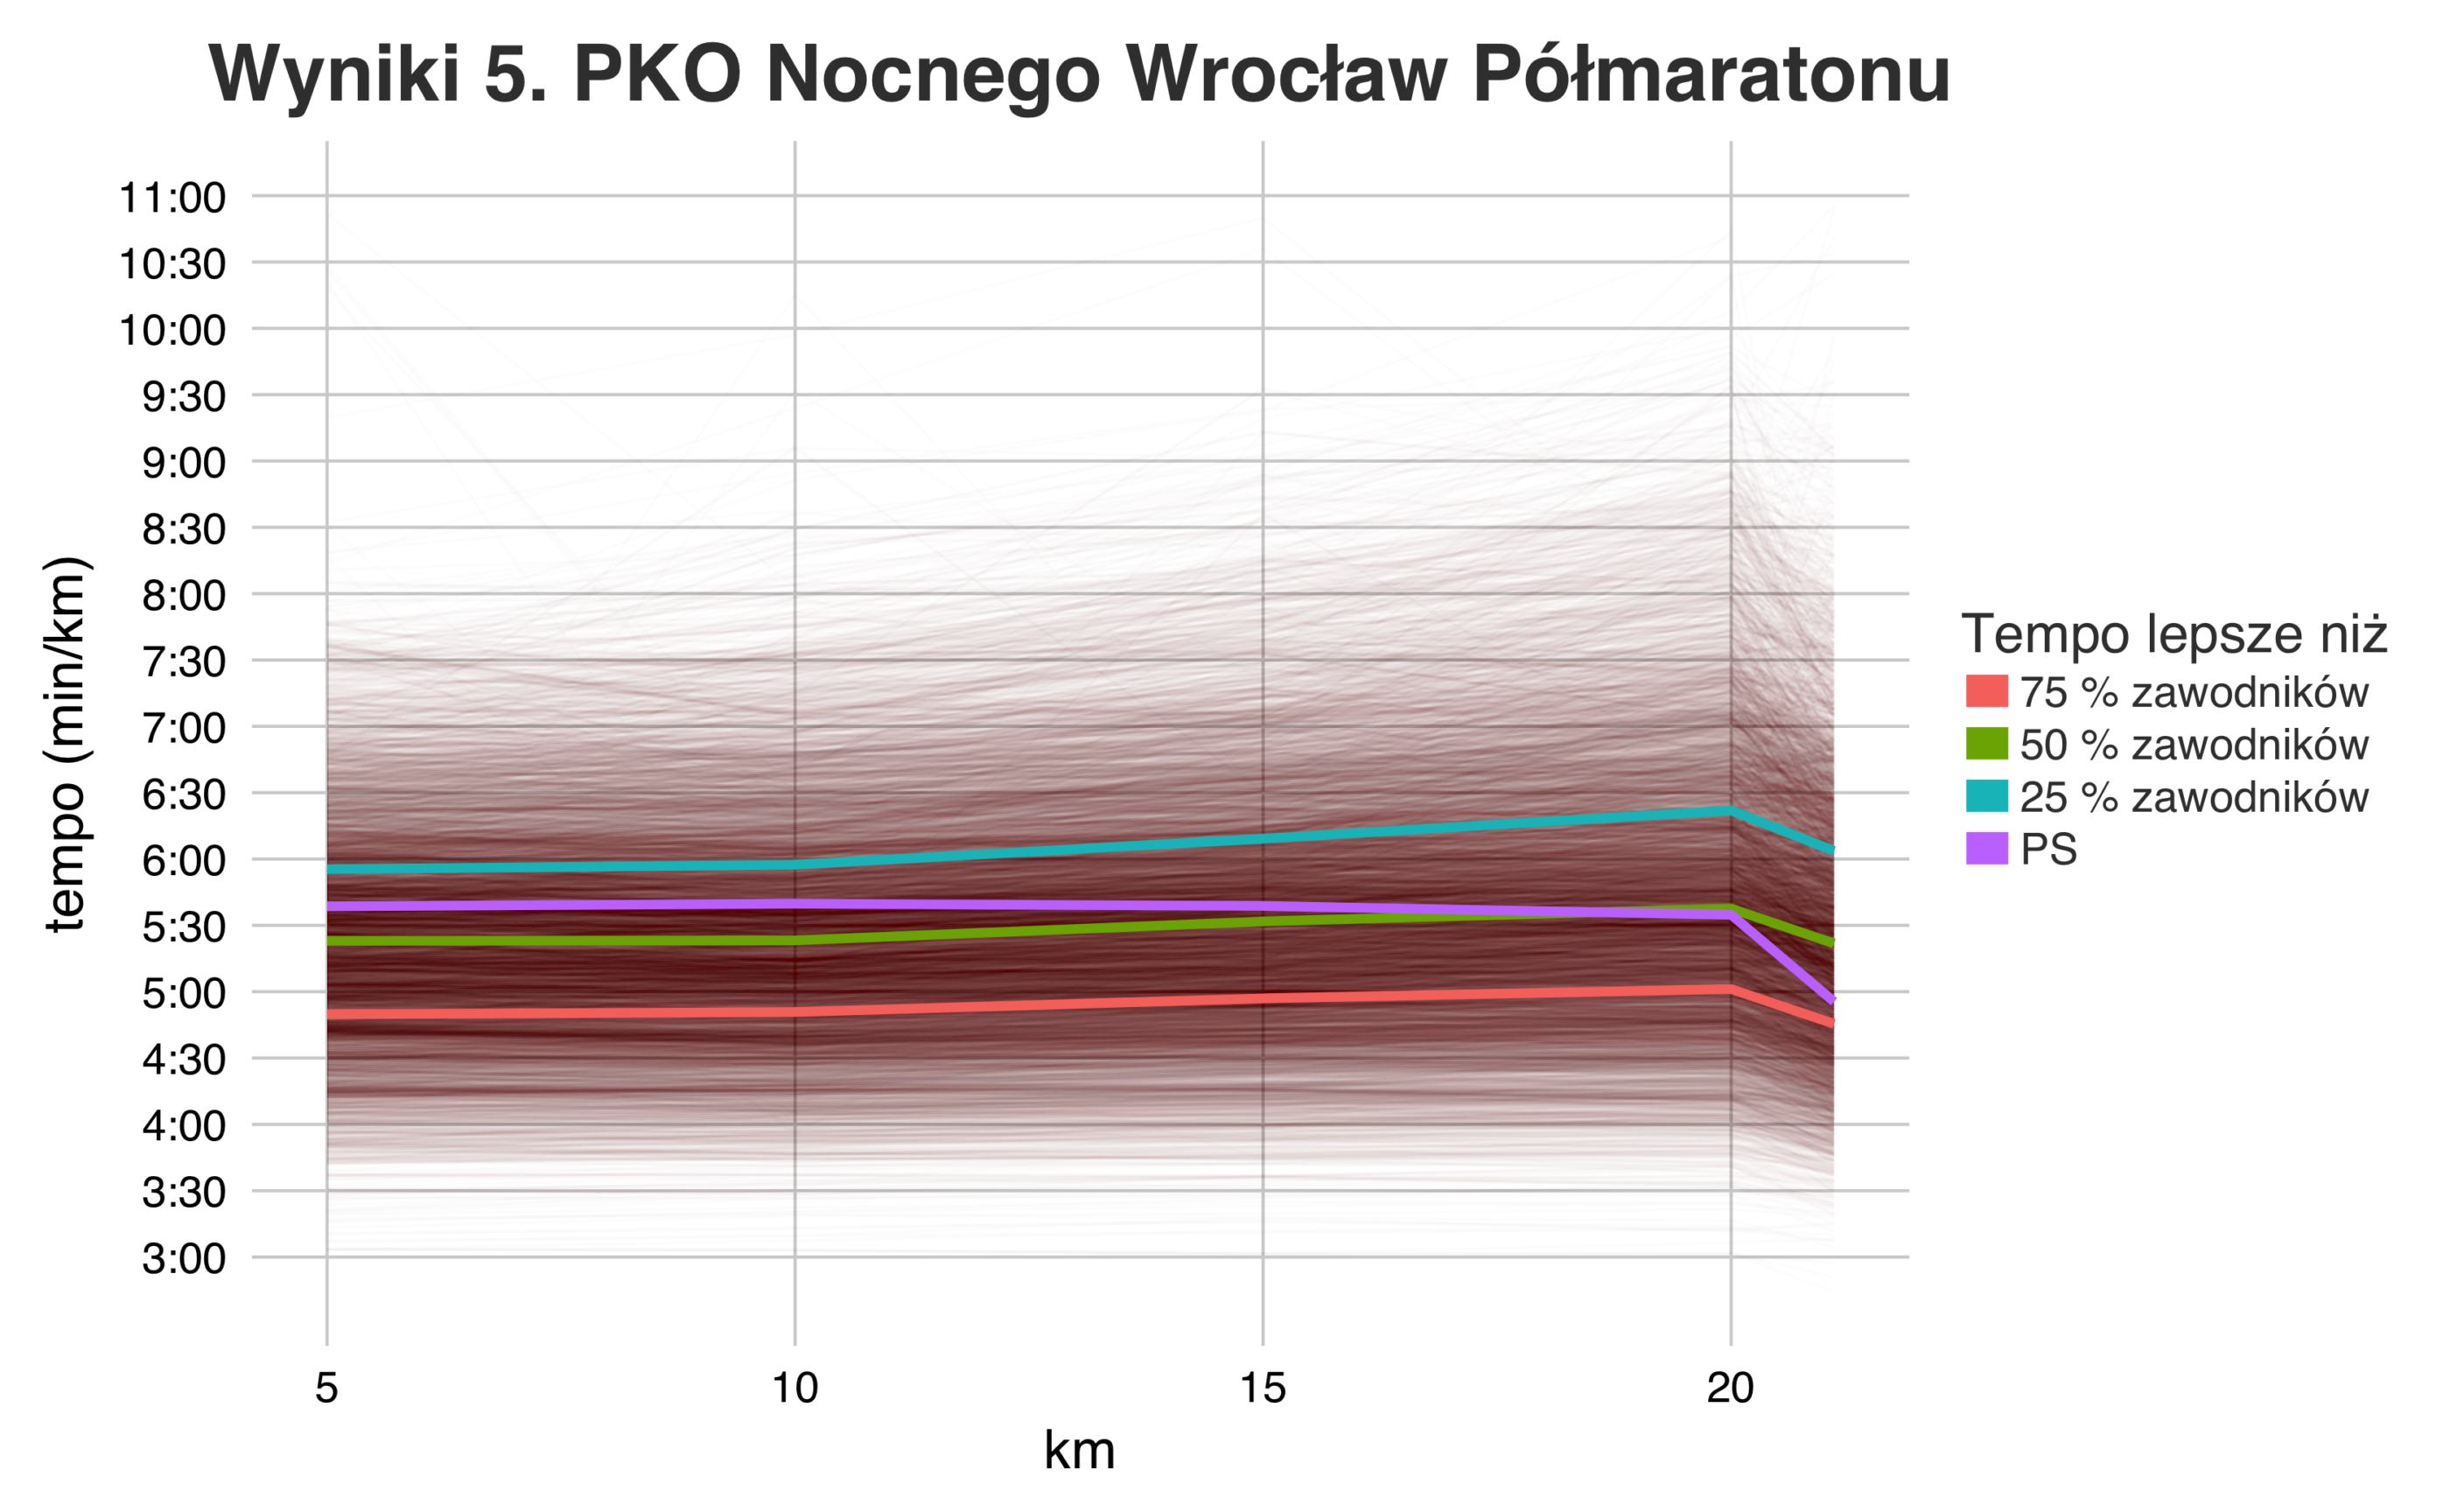 Wyniki 5. PKO Nocnego Wrocław Półmaratonu
11:00
10:30
10:00
9:30
9:00
8:30
8:00
7:30
7:00
6:30
6:00
5:30
5:00
4:30
4:00
3:30
3:00
tempo (min/km)
5
10
15
20
km
Tempo lepsze niż
75 % zawodników
50 % zawodników
25 % zawodników
PS